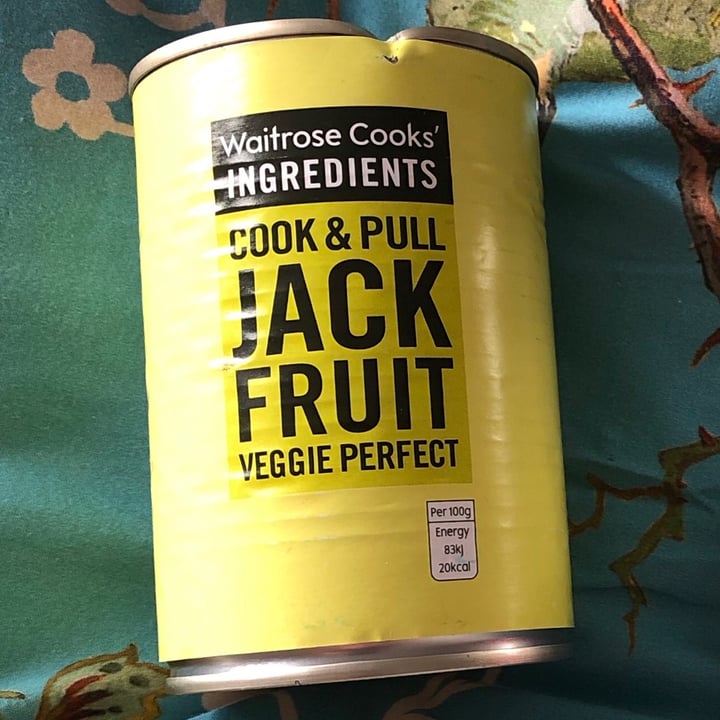 Waitrose Cooks'
INGREDIENTS
COOK & PULL
JACK
FRUIT
VEGGIE PERFECT
Per 100g
Energy
83kJ
20kcal